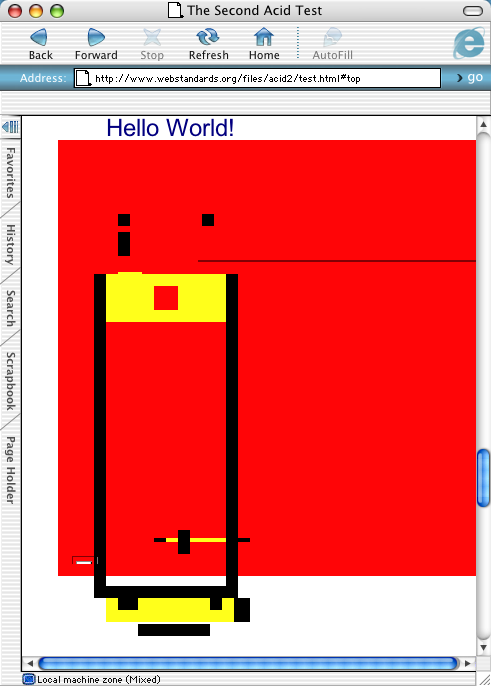 The Second Acid Test
Back Forward Stop Refresh Home AutoFill
Address: http://www.webstandards.org/files/acid2/test.html#top go
Hello World!
Favorites
History
Search
Scrapbook
Page Holder
Local machine zone (Mixed)